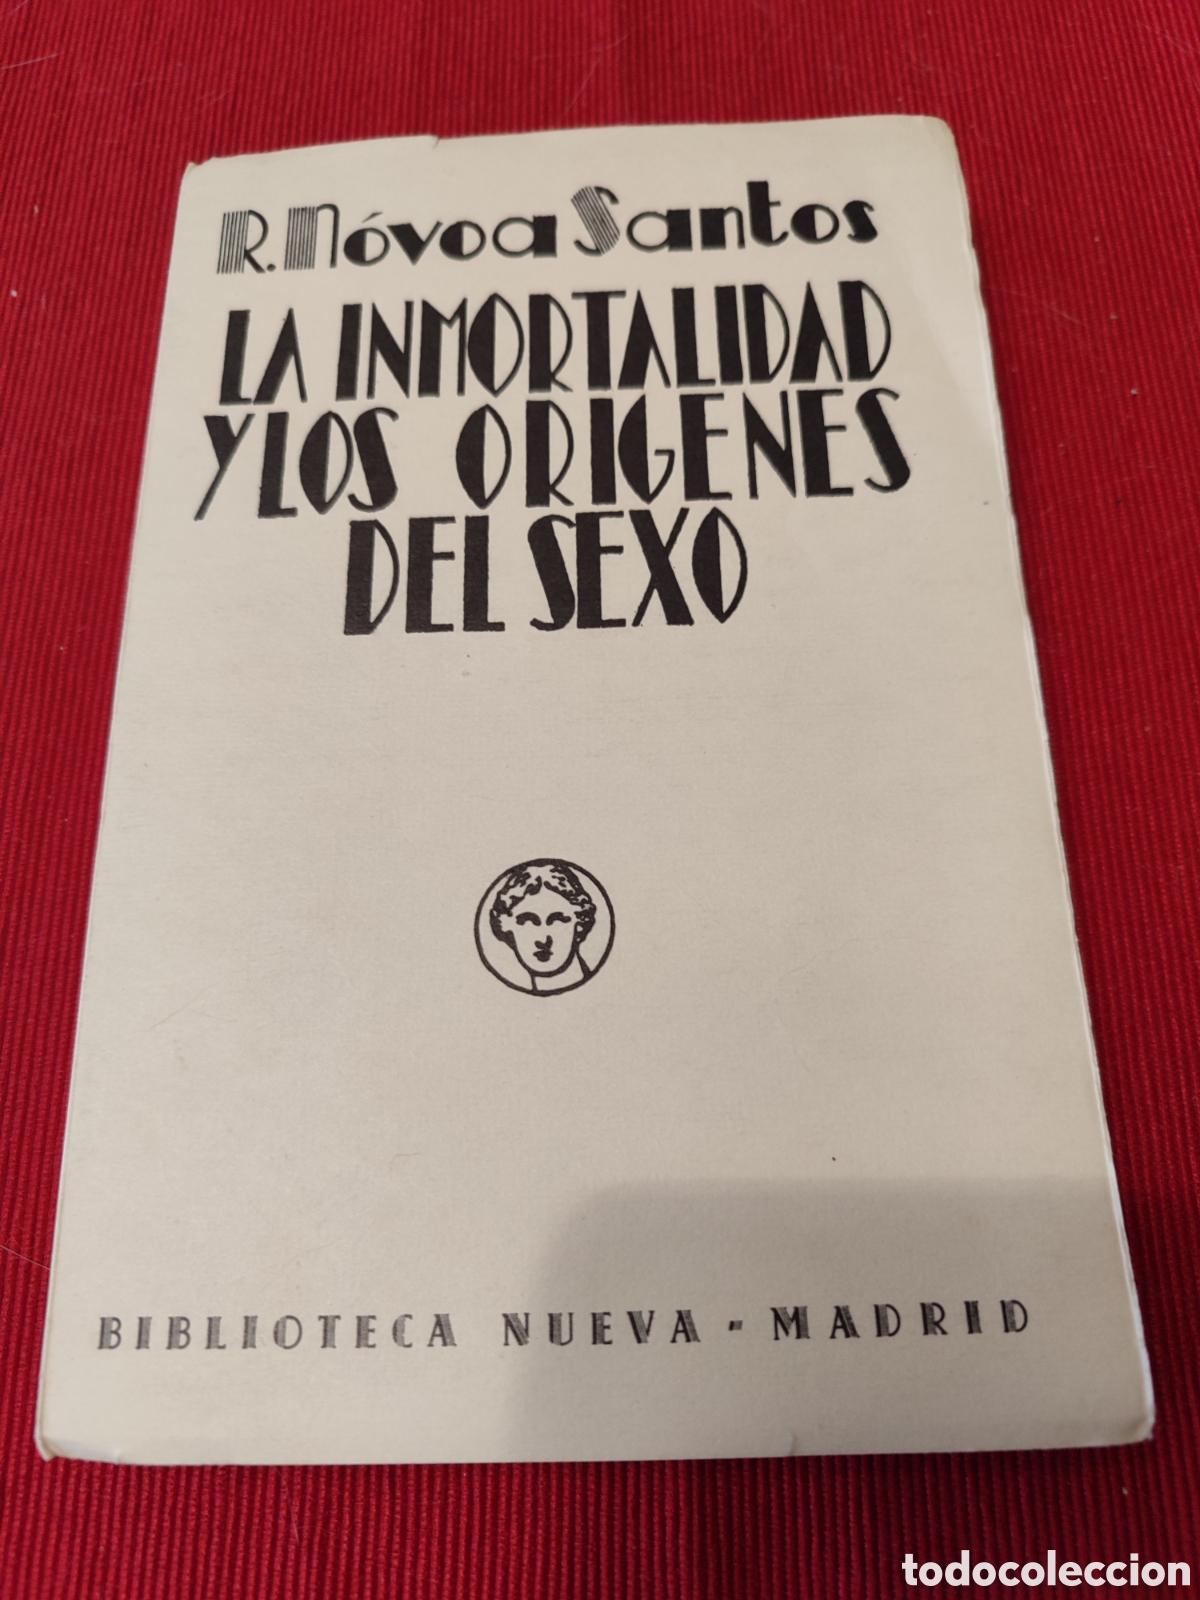 R. Nóvoa Santos
LA INMORTALIDAD
Y LOS ORIGENES
DEL SEXO
BIBLIOTECA NUEVA - MADRID
todocoleccion